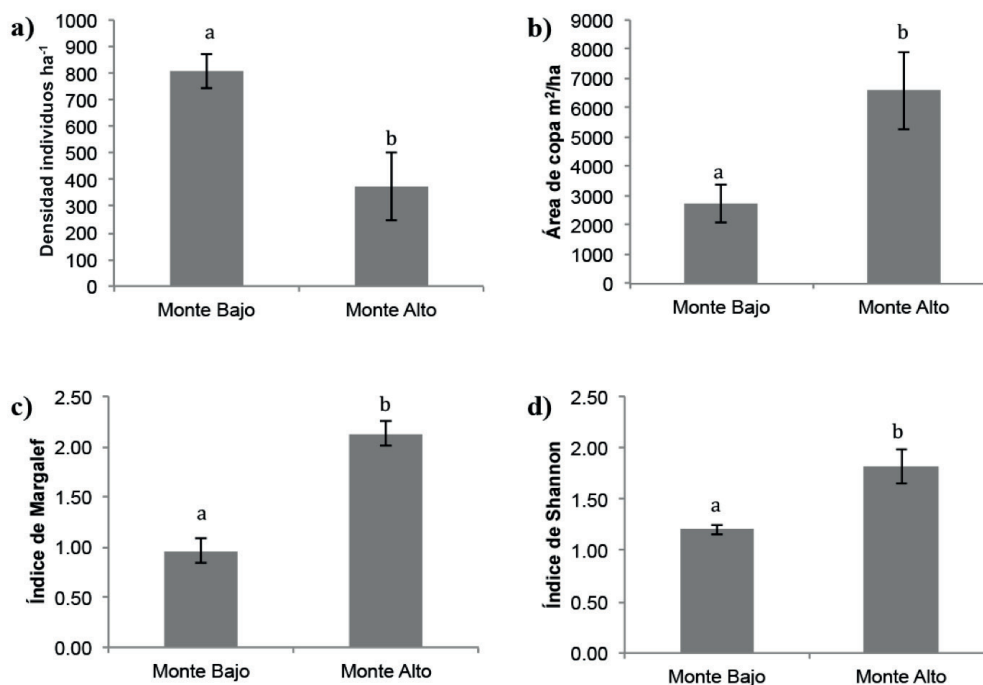 a)
Densidad individuos ha⁻¹
1000
900
800
700
600
500
400
300
200
100
0
a
b
Monte Bajo
Monte Alto
b)
Área de copa m²/ha
9000
8000
7000
6000
5000
4000
3000
2000
1000
0
a
b
Monte Bajo
Monte Alto
c)
Índice de Margalef
2.50
2.00
1.50
1.00
0.50
0.00
a
b
Monte Bajo
Monte Alto
d)
Índice de Shannon
2.50
2.00
1.50
1.00
0.50
0.00
a
b
Monte Bajo
Monte Alto